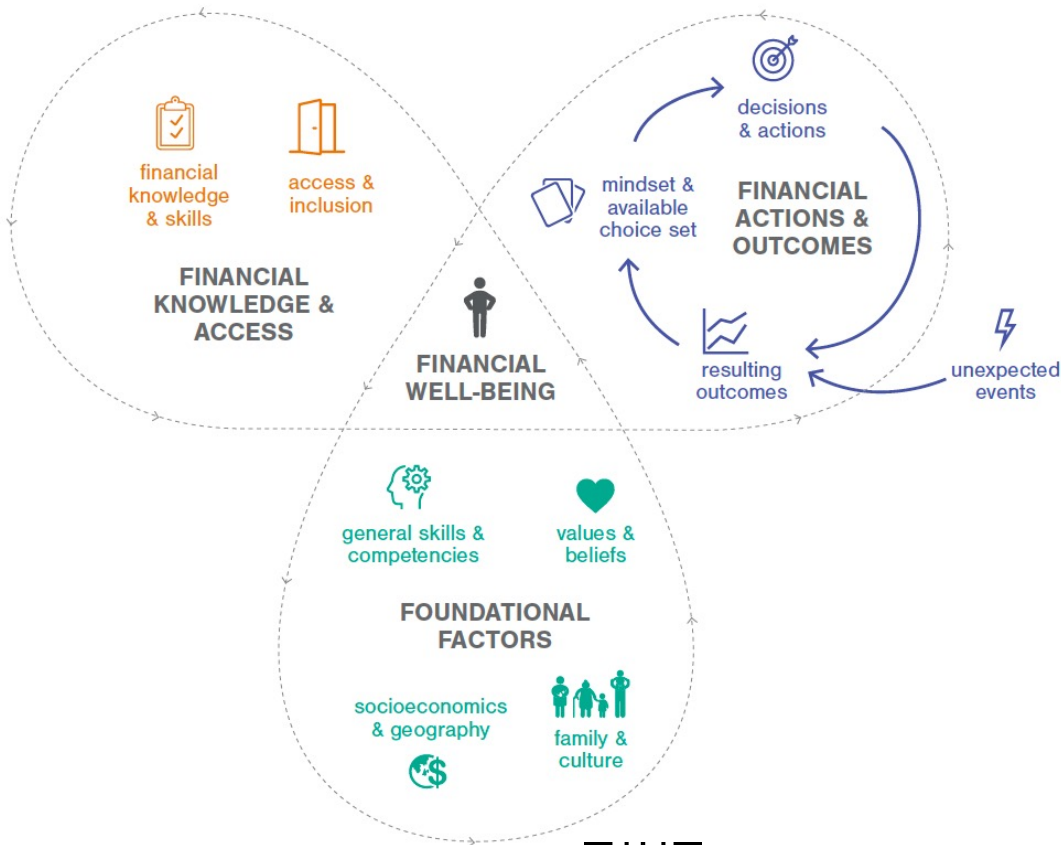 financial
knowledge
& skills
access &
inclusion
FINANCIAL
KNOWLEDGE &
ACCESS
decisions
& actions
mindset &
available
choice set
FINANCIAL
ACTIONS &
OUTCOMES
resulting
outcomes
unexpected
events
FINANCIAL
WELL-BEING
general skills &
competencies
values &
beliefs
FOUNDATIONAL
FACTORS
socioeconomics
& geography
family &
culture